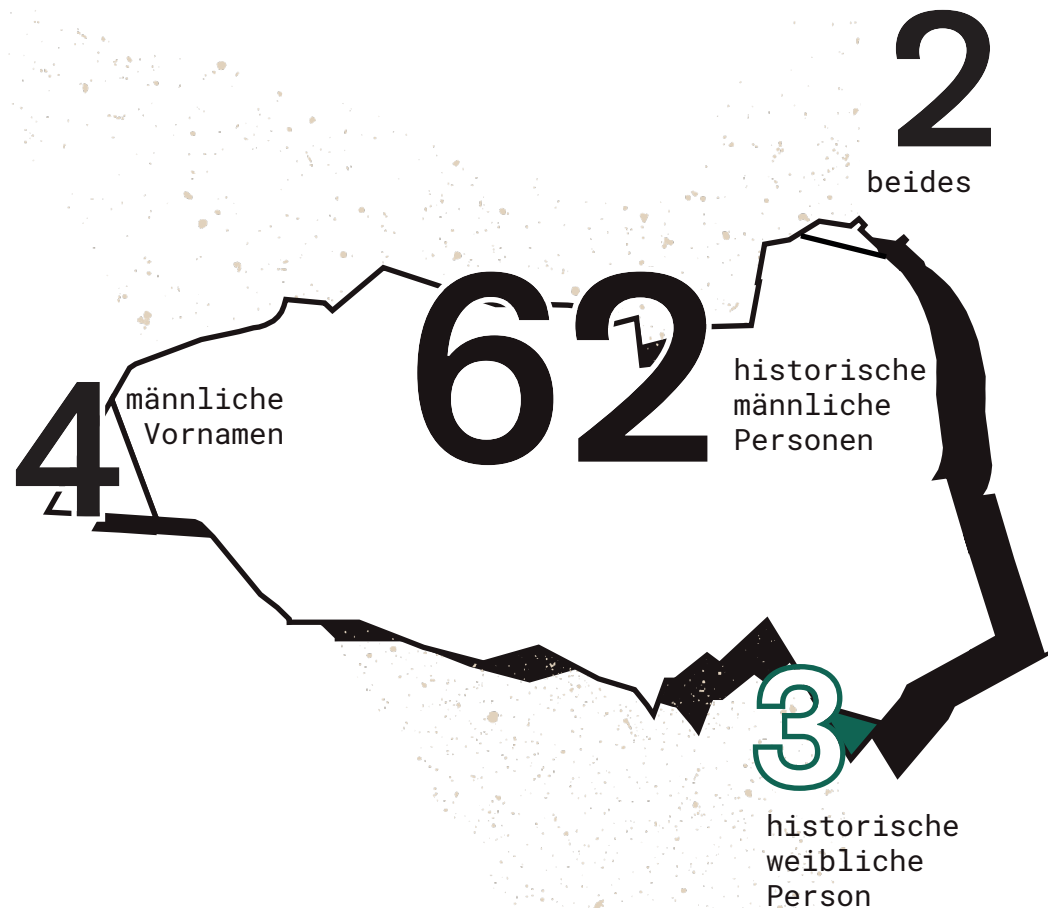 2
beides
62
historische
männliche
Personen
4
männliche
Vornamen
3
historische
weibliche
Person